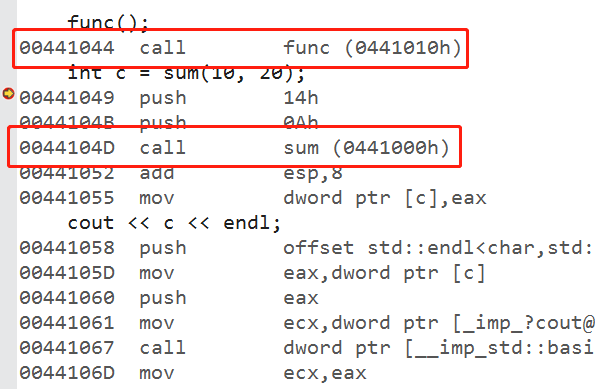 func();
00441044 call func (0441010h)
int c = sum(10, 20);
00441049 push 14h
0044104B push 0Ah
0044104D call sum (0441000h)
00441052 add esp,8
00441055 mov dword ptr [c],eax
cout << c << endl;
00441058 push offset std::endl<char,std:
0044105D mov eax,dword ptr [c]
00441060 push eax
00441061 mov ecx,dword ptr [_imp_?cout@
00441067 call dword ptr [__imp_std::basi
0044106D mov ecx,eax